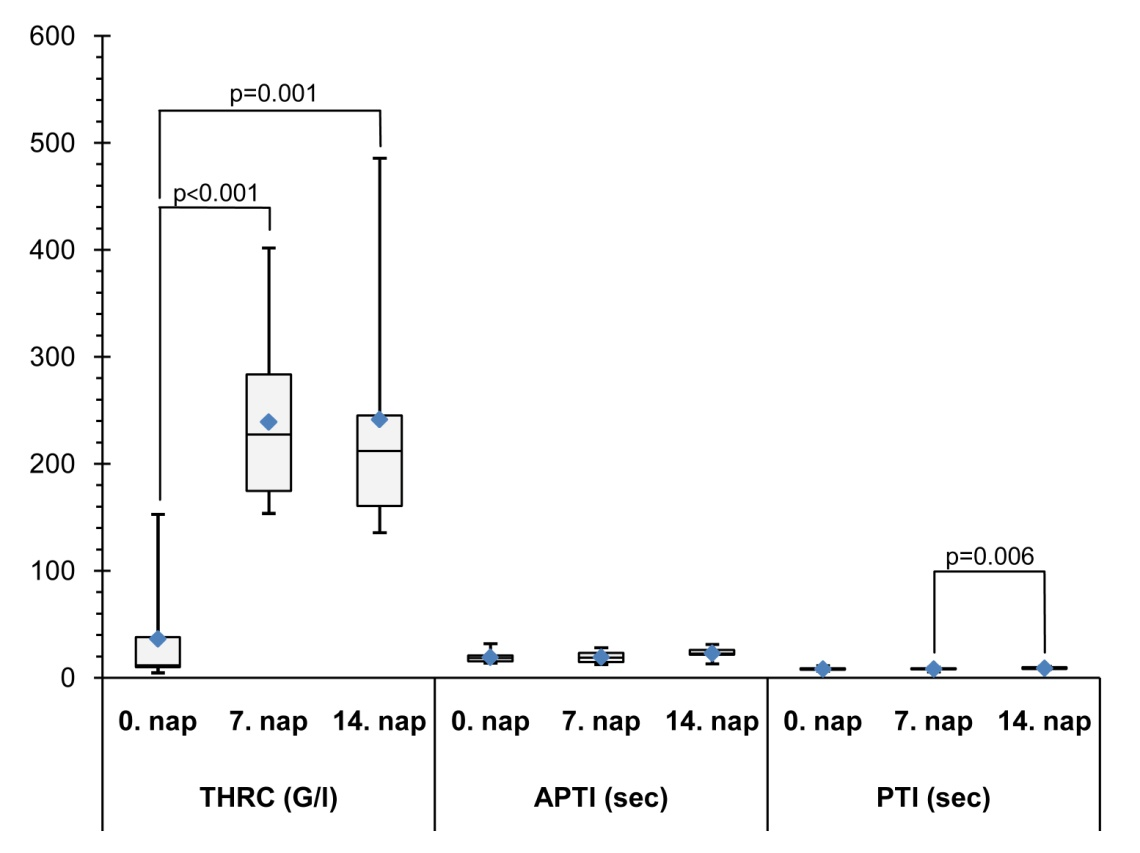 600
p=0.001
500
p<0.001
400
300
200
100
p=0.006
0
0. nap 7. nap 14. nap 0. nap 7. nap 14. nap 0. nap 7. nap 14. nap
THRC (G/l) APTI (sec) PTI (sec)